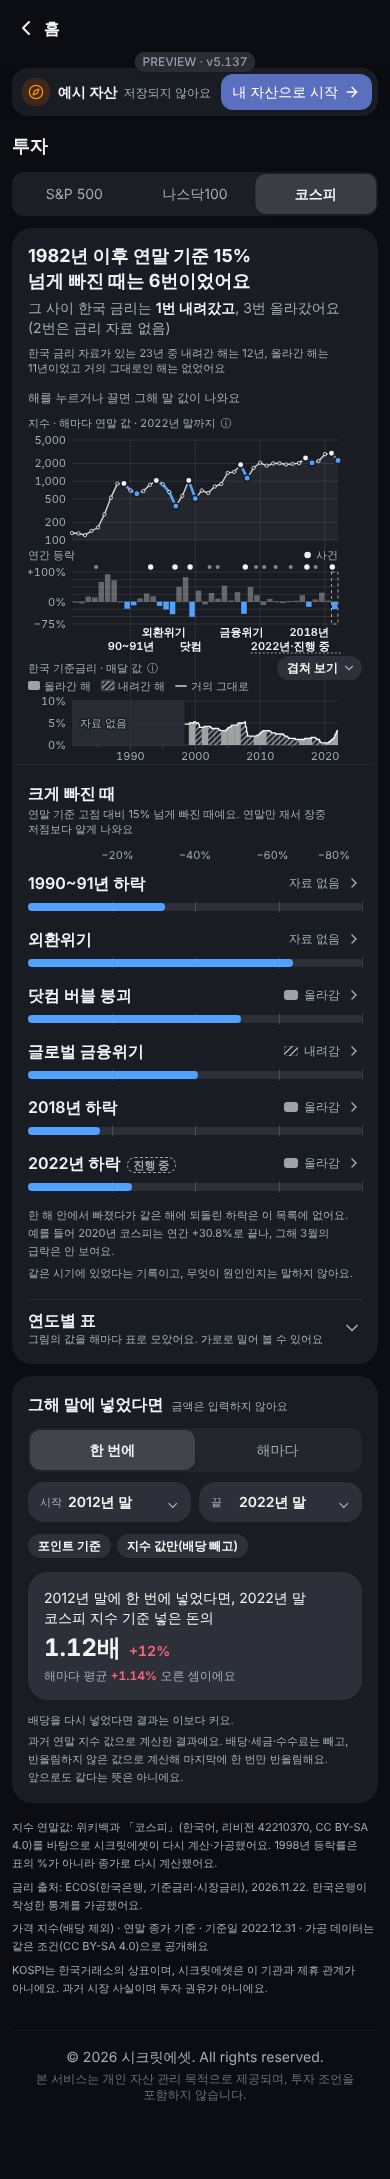 홈
PREVIEW · v5.137
예시 자산 저장되지 않아요 내 자산으로 시작 →
투자
S&P 500 나스닥100 코스피
1982년 이후 연말 기준 15%
넘게 빠진 때는 6번이었어요
그 사이 한국 금리는 1번 내려갔고, 3번 올라갔어요
(2번은 금리 자료 없음)
한국 금리 자료가 있는 23년 중 내려간 해는 12년, 올라간 해는
11년이었고 거의 그대로인 해는 없었어요
해를 누르거나 끌면 그해 말 값이 나와요
지수 · 해마다 연말 값 · 2022년 말까지 ⓘ
5,000
2,000
1,000
500
200
100
연간 등락 사건
+100%
0%
−75%
외환위기 금융위기 2018년
90~91년 닷컴 2022년·진행 중
한국 기준금리 · 매달 값 ⓘ 겹쳐 보기
올라간 해 내려간 해 거의 그대로
10%
5% 자료 없음
0%
1990 2000 2010 2020
크게 빠진 때
연말 기준 고점 대비 15% 넘게 빠진 때예요. 연말만 재서 장중
저점보다 얕게 나와요
−20% −40% −60% −80%
1990~91년 하락 자료 없음
외환위기 자료 없음
닷컴 버블 붕괴 올라감
글로벌 금융위기 내려감
2018년 하락 올라감
2022년 하락 진행 중 올라감
한 해 안에서 빠졌다가 같은 해에 되돌린 하락은 이 목록에 없어요.
예를 들어 2020년 코스피는 연간 +30.8%로 끝나, 그해 3월의
급락은 안 보여요.
같은 시기에 있었다는 기록이고, 무엇이 원인인지는 말하지 않아요.
연도별 표
그림의 값을 해마다 표로 모았어요. 가로로 밀어 볼 수 있어요
그해 말에 넣었다면 금액은 입력하지 않아요
한 번에 해마다
시작 2012년 말 끝 2022년 말
포인트 기준 지수 값만(배당 빼고)
2012년 말에 한 번에 넣었다면, 2022년 말
코스피 지수 기준 넣은 돈의
1.12배 +12%
해마다 평균 +1.14% 오른 셈이에요
배당을 다시 넣었다면 결과는 이보다 커요.
과거 연말 지수 값으로 계산한 결과예요. 배당·세금·수수료는 빼고,
반올림하지 않은 값으로 계산해 마지막에 한 번만 반올림해요.
앞으로도 같다는 뜻은 아니에요.
지수 연말값: 위키백과 「코스피」(한국어, 리비전 42210370, CC BY-SA
4.0)를 바탕으로 시크릿에셋이 다시 계산·가공했어요. 1998년 등락률은
표의 %가 아니라 종가로 다시 계산했어요.
금리 출처: ECOS(한국은행, 기준금리·시장금리), 2026.11.22. 한국은행이
작성한 통계를 가공했어요.
가격 지수(배당 제외) · 연말 종가 기준 · 기준일 2022.12.31 · 가공 데이터는
같은 조건(CC BY-SA 4.0)으로 공개해요
KOSPI는 한국거래소의 상표이며, 시크릿에셋은 이 기관과 제휴 관계가
아니에요. 과거 시장 사실이며 투자 권유가 아니에요.
© 2026 시크릿에셋. All rights reserved.
본 서비스는 개인 자산 관리 목적으로 제공되며, 투자 조언을
포함하지 않습니다.